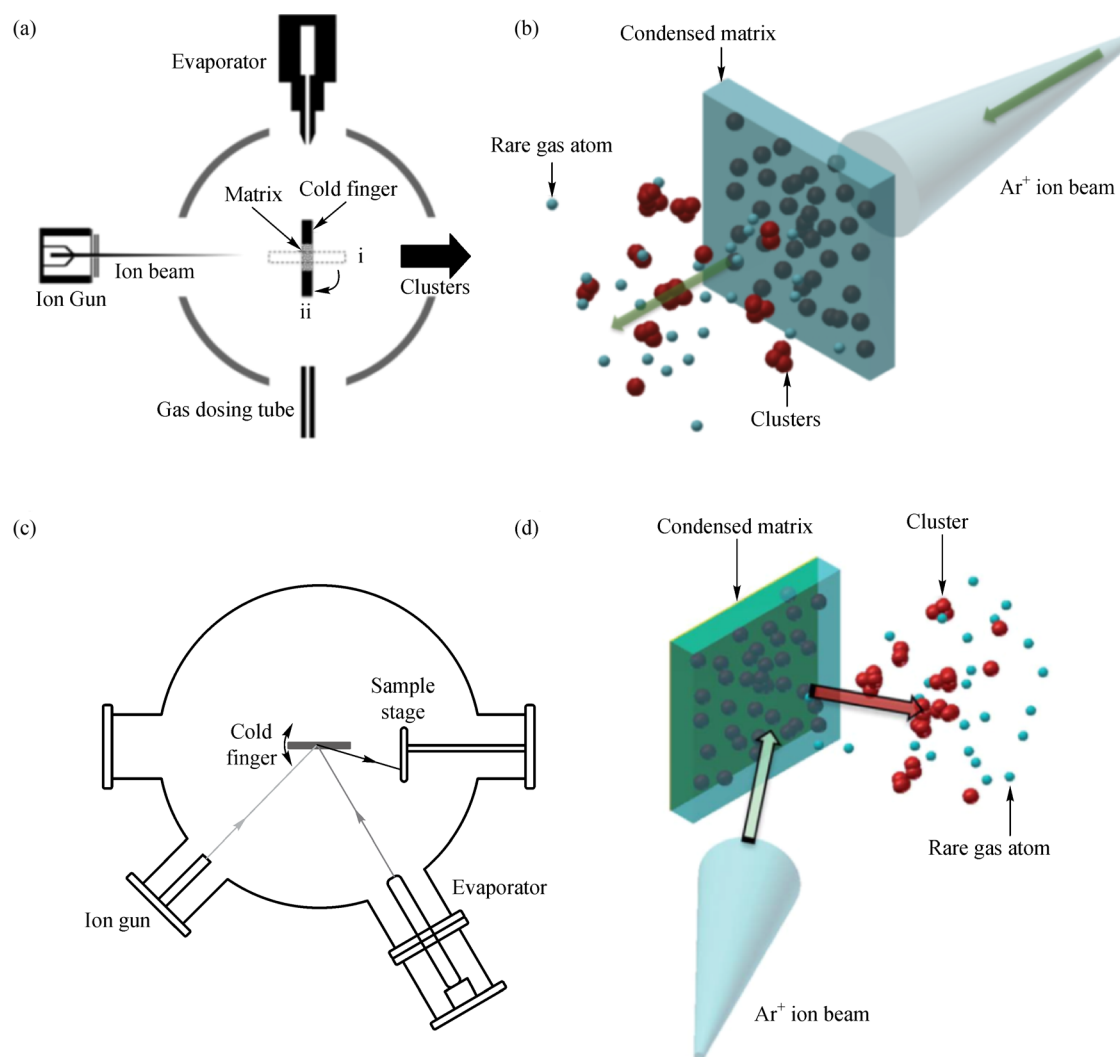 (a)
Evaporator
Matrix
Cold finger
i
Ion beam
Ion Gun
ii
Clusters
Gas dosing tube
(b)
Condensed matrix
Rare gas atom
Ar+ ion beam
Clusters
(c)
Sample
stage
Cold
finger
Ion gun
Evaporator
(d)
Condensed matrix
Cluster
Rare gas atom
Ar+ ion beam